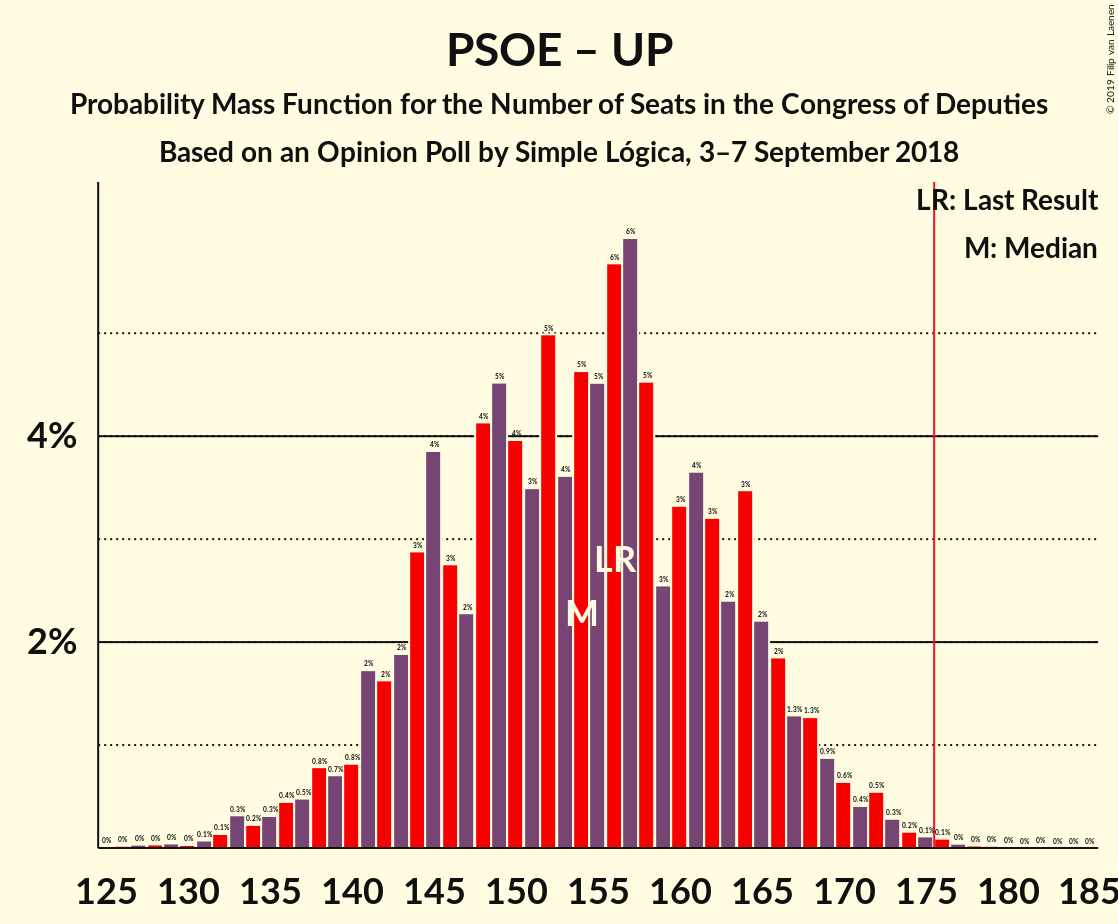 PSOE – UP
Probability Mass Function for the Number of Seats in the Congress of Deputies
Based on an Opinion Poll by Simple Lógica, 3–7 September 2018
© 2019 Filip van Laenen
LR: Last Result
M: Median
4%
2%
0% 0% 0% 0% 0% 0% 0.1% 0.1% 0.3% 0.2% 0.3% 0.4% 0.5% 0.8% 0.7% 0.8% 2% 2% 2% 3% 4% 3% 2% 4% 5% 4% 3% 5% 4% 5% 5% 6% 6% 5% 3% 3% 4% 3% 2% 3% 2% 2% 1.3% 1.3% 0.9% 0.6% 0.4% 0.5% 0.3% 0.2% 0.1% 0.1% 0% 0% 0% 0% 0% 0% 0% 0% 0%
LR
M
125 130 135 140 145 150 155 160 165 170 175 180 185